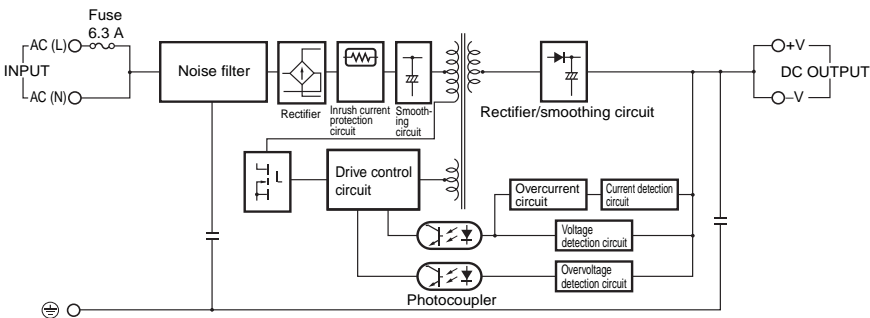 Fuse
6.3 A
AC (L)
INPUT
AC (N)
Noise filter
Rectifier
Inrush current
protection
circuit
Smooth-
ing
circuit
Rectifier/smoothing circuit
+V
DC OUTPUT
–V
Drive control
circuit
Overcurrent
circuit
Current detection
circuit
Voltage
detection circuit
Overvoltage
detection circuit
Photocoupler